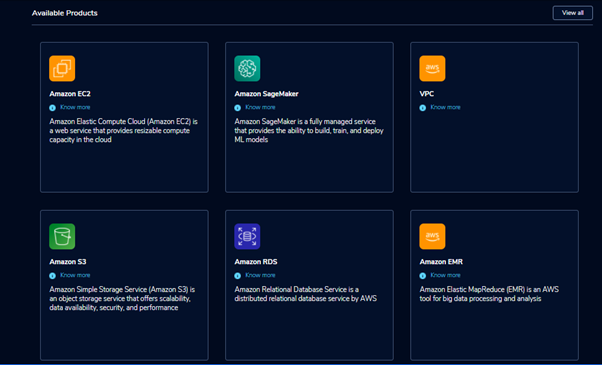 Available Products
View all
Amazon EC2
Know more
Amazon Elastic Compute Cloud (Amazon EC2) is
a web service that provides resizable compute
capacity in the cloud
Amazon SageMaker
Know more
Amazon SageMaker is a fully managed service
that provides the ability to build, train, and deploy
ML models
aws
VPC
Know more
Amazon S3
Know more
Amazon Simple Storage Service (Amazon S3) is
an object storage service that offers scalability,
data availability, security, and performance
Amazon RDS
Know more
Amazon Relational Database Service is a
distributed relational database service by AWS
aws
Amazon EMR
Know more
Amazon Elastic MapReduce (EMR) is an AWS
tool for big data processing and analysis